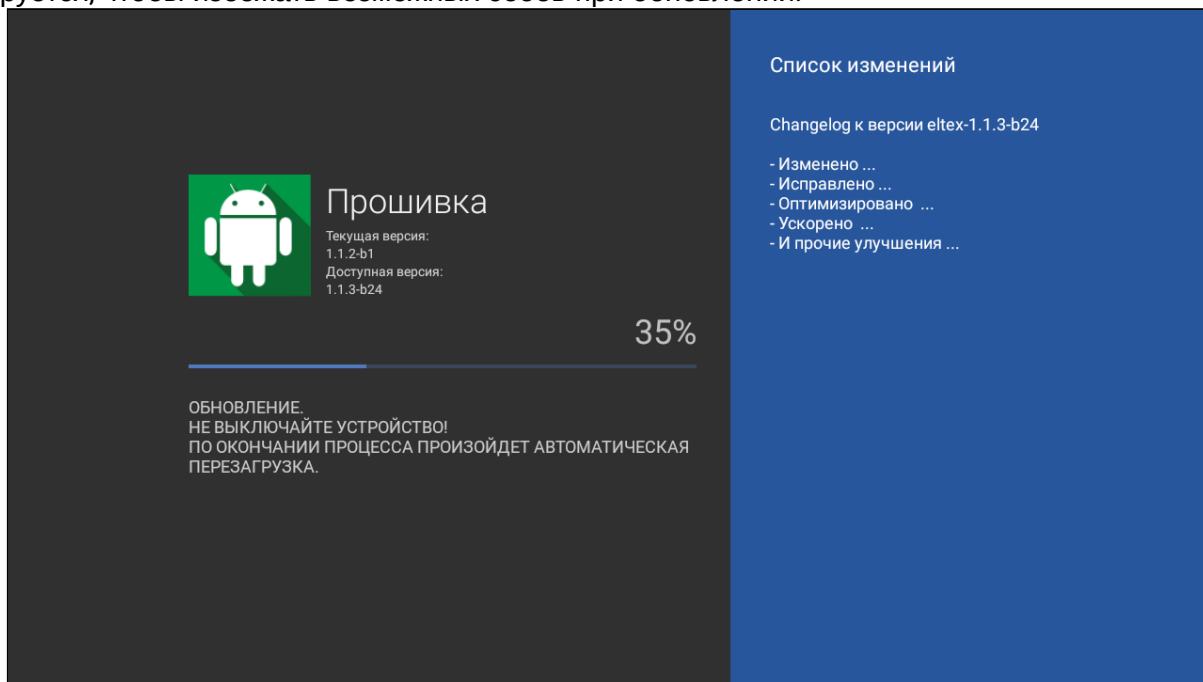 Прошивка
Текущая версия:
1.1.2-b1
Доступная версия:
1.1.3-b24
35%
ОБНОВЛЕНИЕ.
НЕ ВЫКЛЮЧАЙТЕ УСТРОЙСТВО!
ПО ОКОНЧАНИИ ПРОЦЕССА ПРОИЗОЙДЕТ АВТОМАТИЧЕСКАЯ
ПЕРЕЗАГРУЗКА.
Список изменений
Changelog к версии eltex-1.1.3-b24
- Изменено ...
- Исправлено ...
- Оптимизировано ...
- Ускорено ...
- И прочие улучшения ...